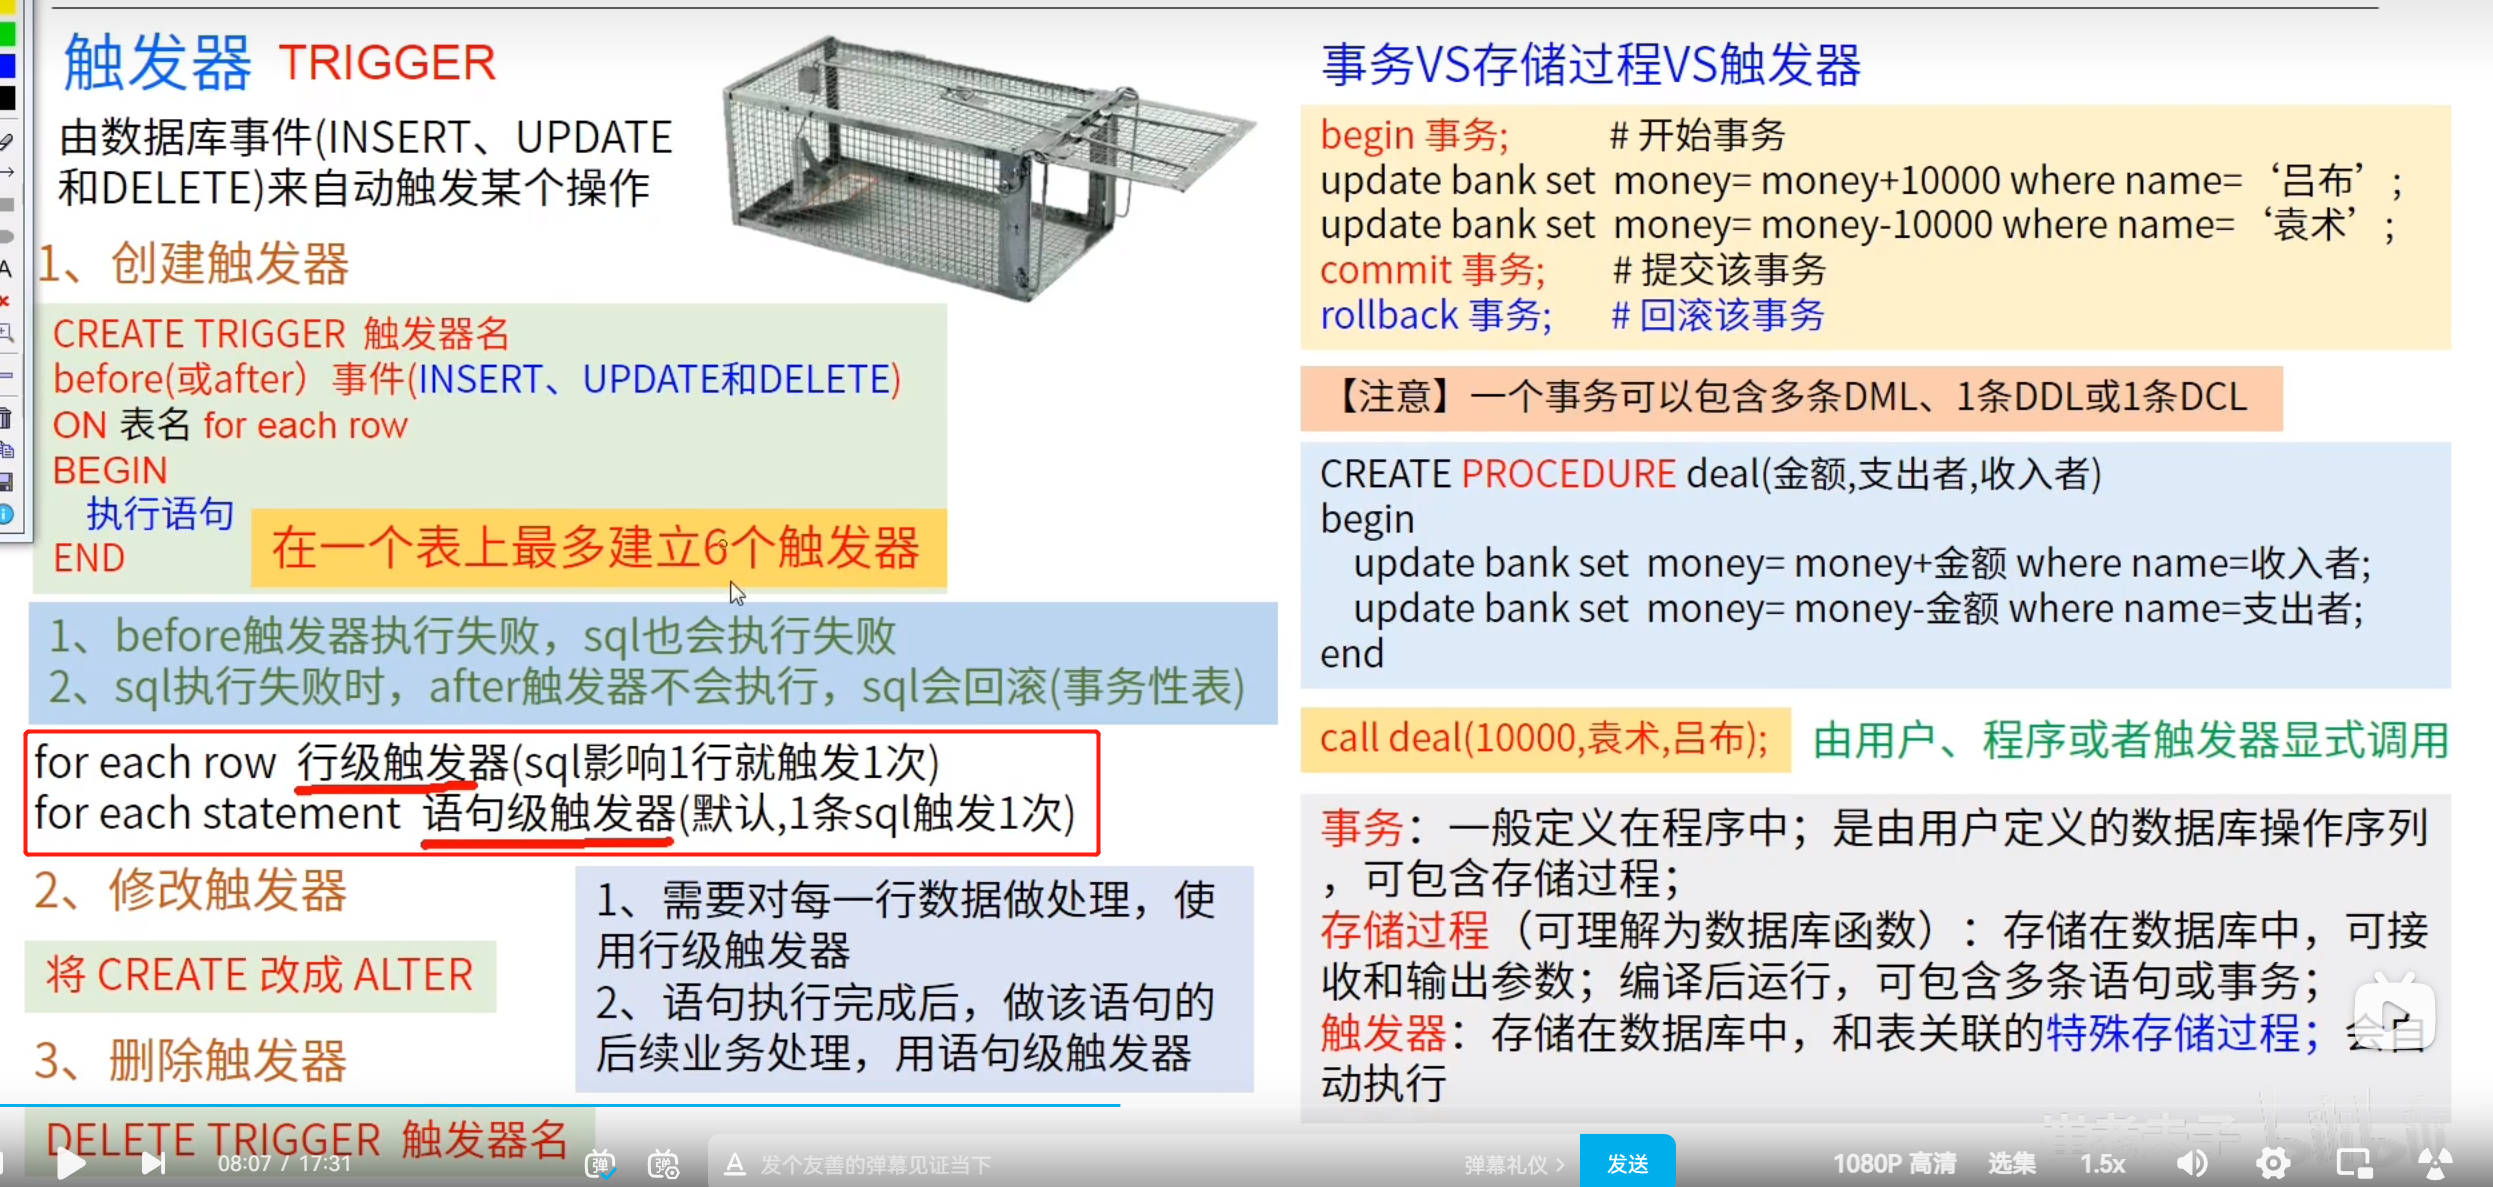 触发器 TRIGGER
由数据库事件(INSERT、UPDATE
和DELETE)来自动触发某个操作
1、创建触发器
CREATE TRIGGER 触发器名
before(或after）事件(INSERT、UPDATE和DELETE)
ON 表名 for each row
BEGIN
执行语句
END
在一个表上最多建立6个触发器
1、before触发器执行失败，sql也会执行失败
2、sql执行失败时，after触发器不会执行，sql会回滚(事务性表)
for each row 行级触发器(sql影响1行就触发1次)
for each statement 语句级触发器(默认,1条sql触发1次)
2、修改触发器
将 CREATE 改成 ALTER
3、删除触发器
DELETE TRIGGER 触发器名
1、需要对每一行数据做处理，使
用行级触发器
2、语句执行完成后，做该语句的
后续业务处理，用语句级触发器
事务VS存储过程VS触发器
begin 事务; # 开始事务
update bank set money= money+10000 where name=‘吕布’;
update bank set money= money-10000 where name=‘袁术’;
commit 事务; # 提交该事务
rollback 事务; # 回滚该事务
【注意】一个事务可以包含多条DML、1条DDL或1条DCL
CREATE PROCEDURE deal(金额,支出者,收入者)
begin
update bank set money= money+金额 where name=收入者;
update bank set money= money-金额 where name=支出者;
end
call deal(10000,袁术,吕布); 由用户、程序或者触发器显式调用
事务：一般定义在程序中；是由用户定义的数据库操作序列
，可包含存储过程；
存储过程（可理解为数据库函数）：存储在数据库中，可接
收和输出参数；编译后运行，可包含多条语句或事务；
触发器：存储在数据库中，和表关联的特殊存储过程；会自
动执行
08:07 / 17:31
发个友善的弹幕见证当下
弹幕礼仪 >
发送
1080P 高清
选集
1.5x